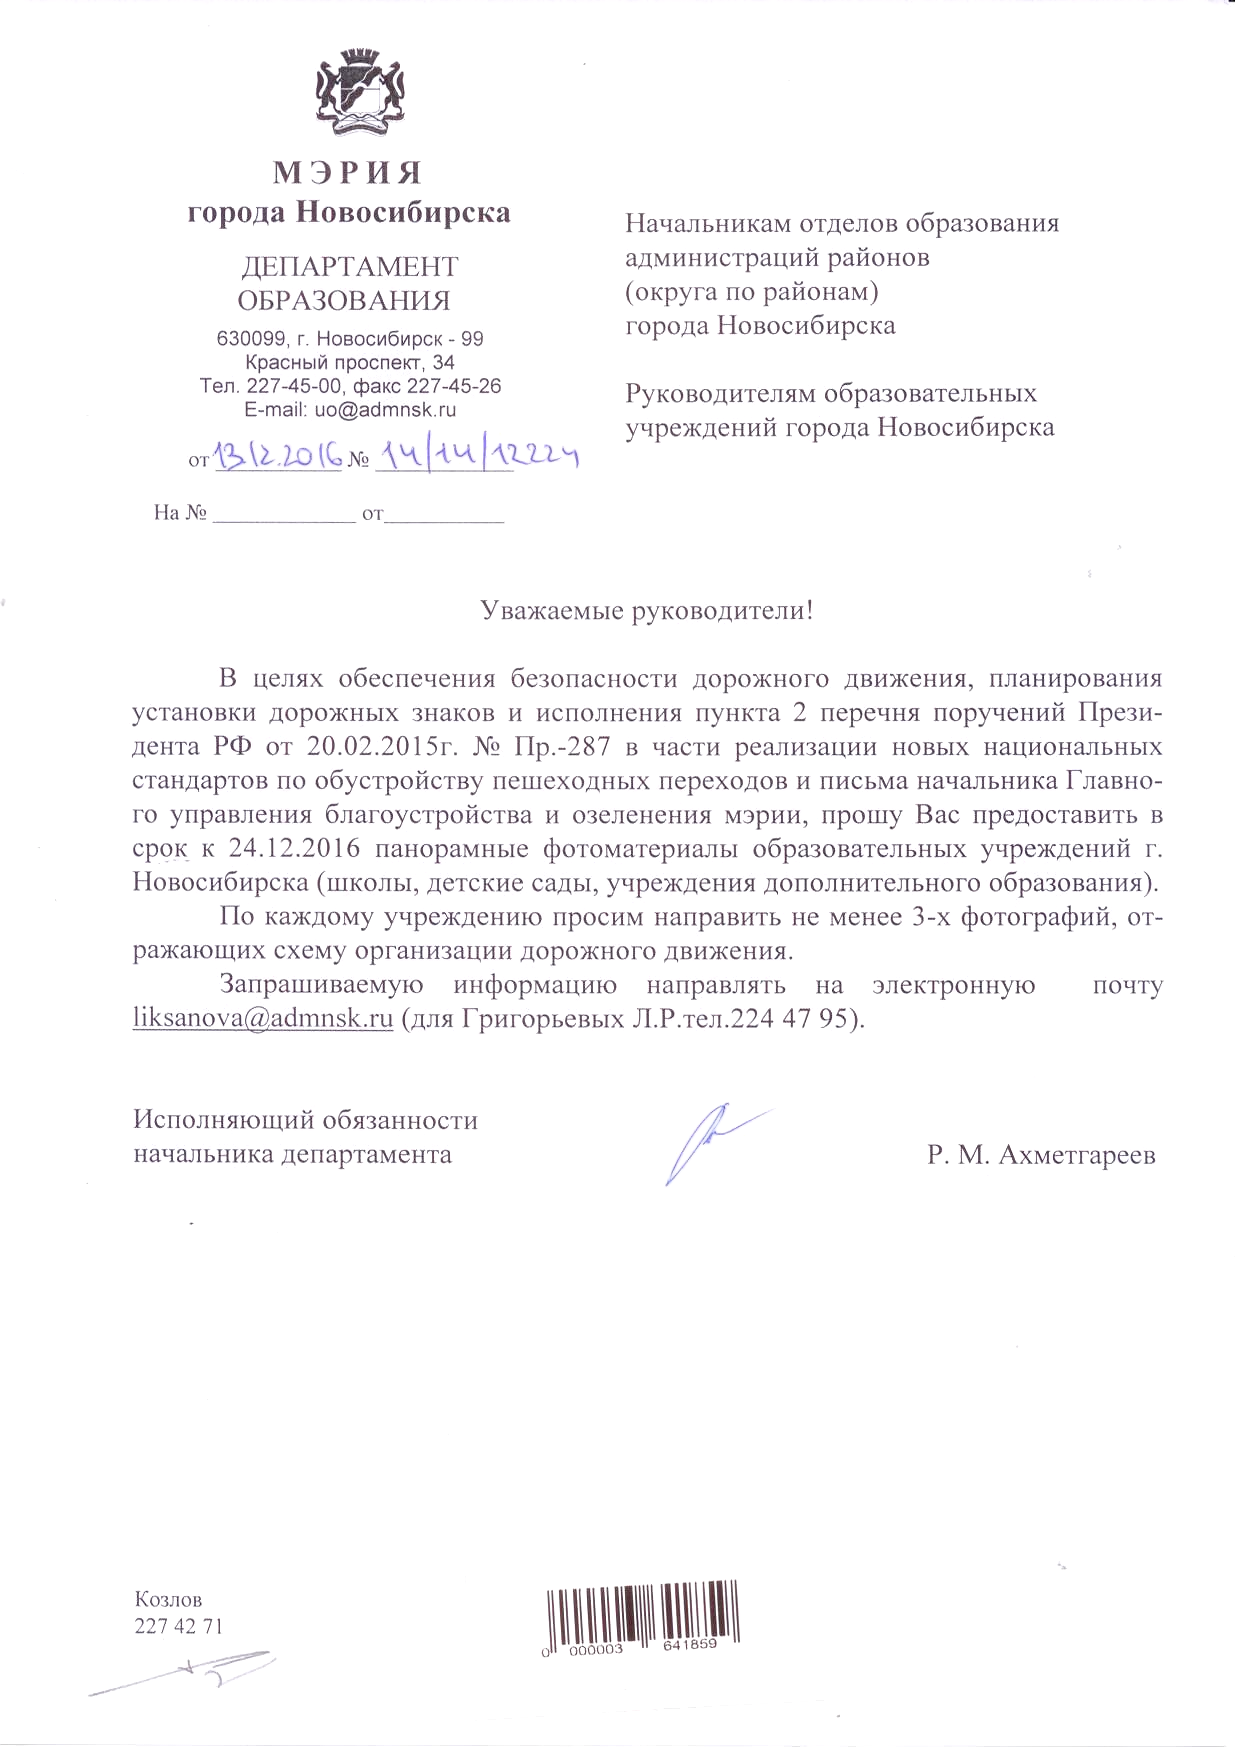 МЭРИЯ
города Новосибирска
ДЕПАРТАМЕНТ
ОБРАЗОВАНИЯ
630099, г. Новосибирск - 99
Красный проспект, 34
Тел. 227-45-00, факс 227-45-26
E-mail: uo@admnsk.ru
от 13.12.2016 № 14/14/12224
На № ____________ от__________
Начальникам отделов образования
администраций районов
(округа по районам)
города Новосибирска
Руководителям образовательных
учреждений города Новосибирска
Уважаемые руководители!
В целях обеспечения безопасности дорожного движения, планирования
установки дорожных знаков и исполнения пункта 2 перечня поручений Прези-
дента РФ от 20.02.2015г. № Пр.-287 в части реализации новых национальных
стандартов по обустройству пешеходных переходов и письма начальника Главно-
го управления благоустройства и озеленения мэрии, прошу Вас предоставить в
срок к 24.12.2016 панорамные фотоматериалы образовательных учреждений г.
Новосибирска (школы, детские сады, учреждения дополнительного образования).
По каждому учреждению просим направить не менее 3-х фотографий, от-
ражающих схему организации дорожного движения.
Запрашиваемую информацию направлять на электронную почту
liksanova@admnsk.ru (для Григорьевых Л.Р.тел.224 47 95).
Исполняющий обязанности
начальника департамента Р. М. Ахметгареев
Козлов
227 42 71
0 000003 641859